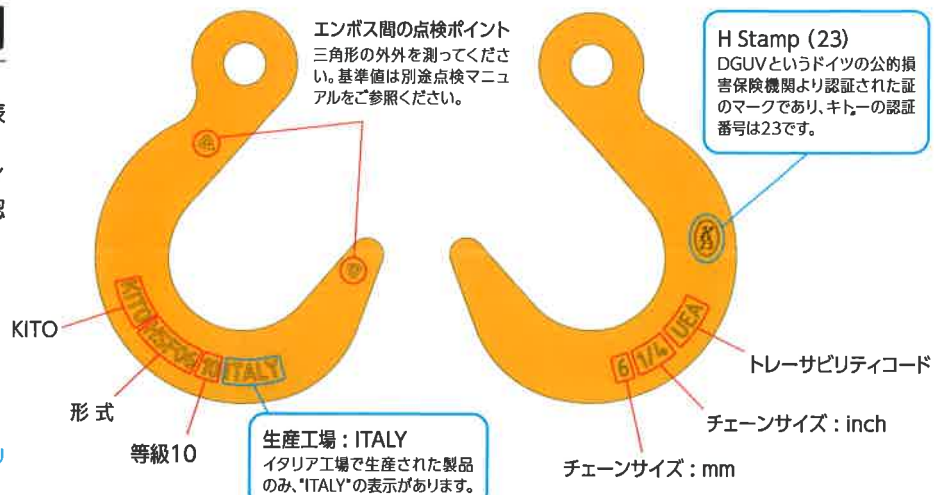 エンボス間の点検ポイント
三角形の外外を測ってくださ
い。基準値は別途点検マニュ
アルをご参照ください。
H Stamp (23)
DGUVというドイツの公的損
害保険機関より認証された証
のマークであり、キトーの認証
番号は23です。
KITO
KITO
HSF06
10
ITALY
形 式
等級10
生産工場 : ITALY
イタリア工場で生産された製品
のみ、"ITALY"の表示があります。
6
1/4
UEA
トレーサビリティコード
チェーンサイズ : inch
チェーンサイズ : mm